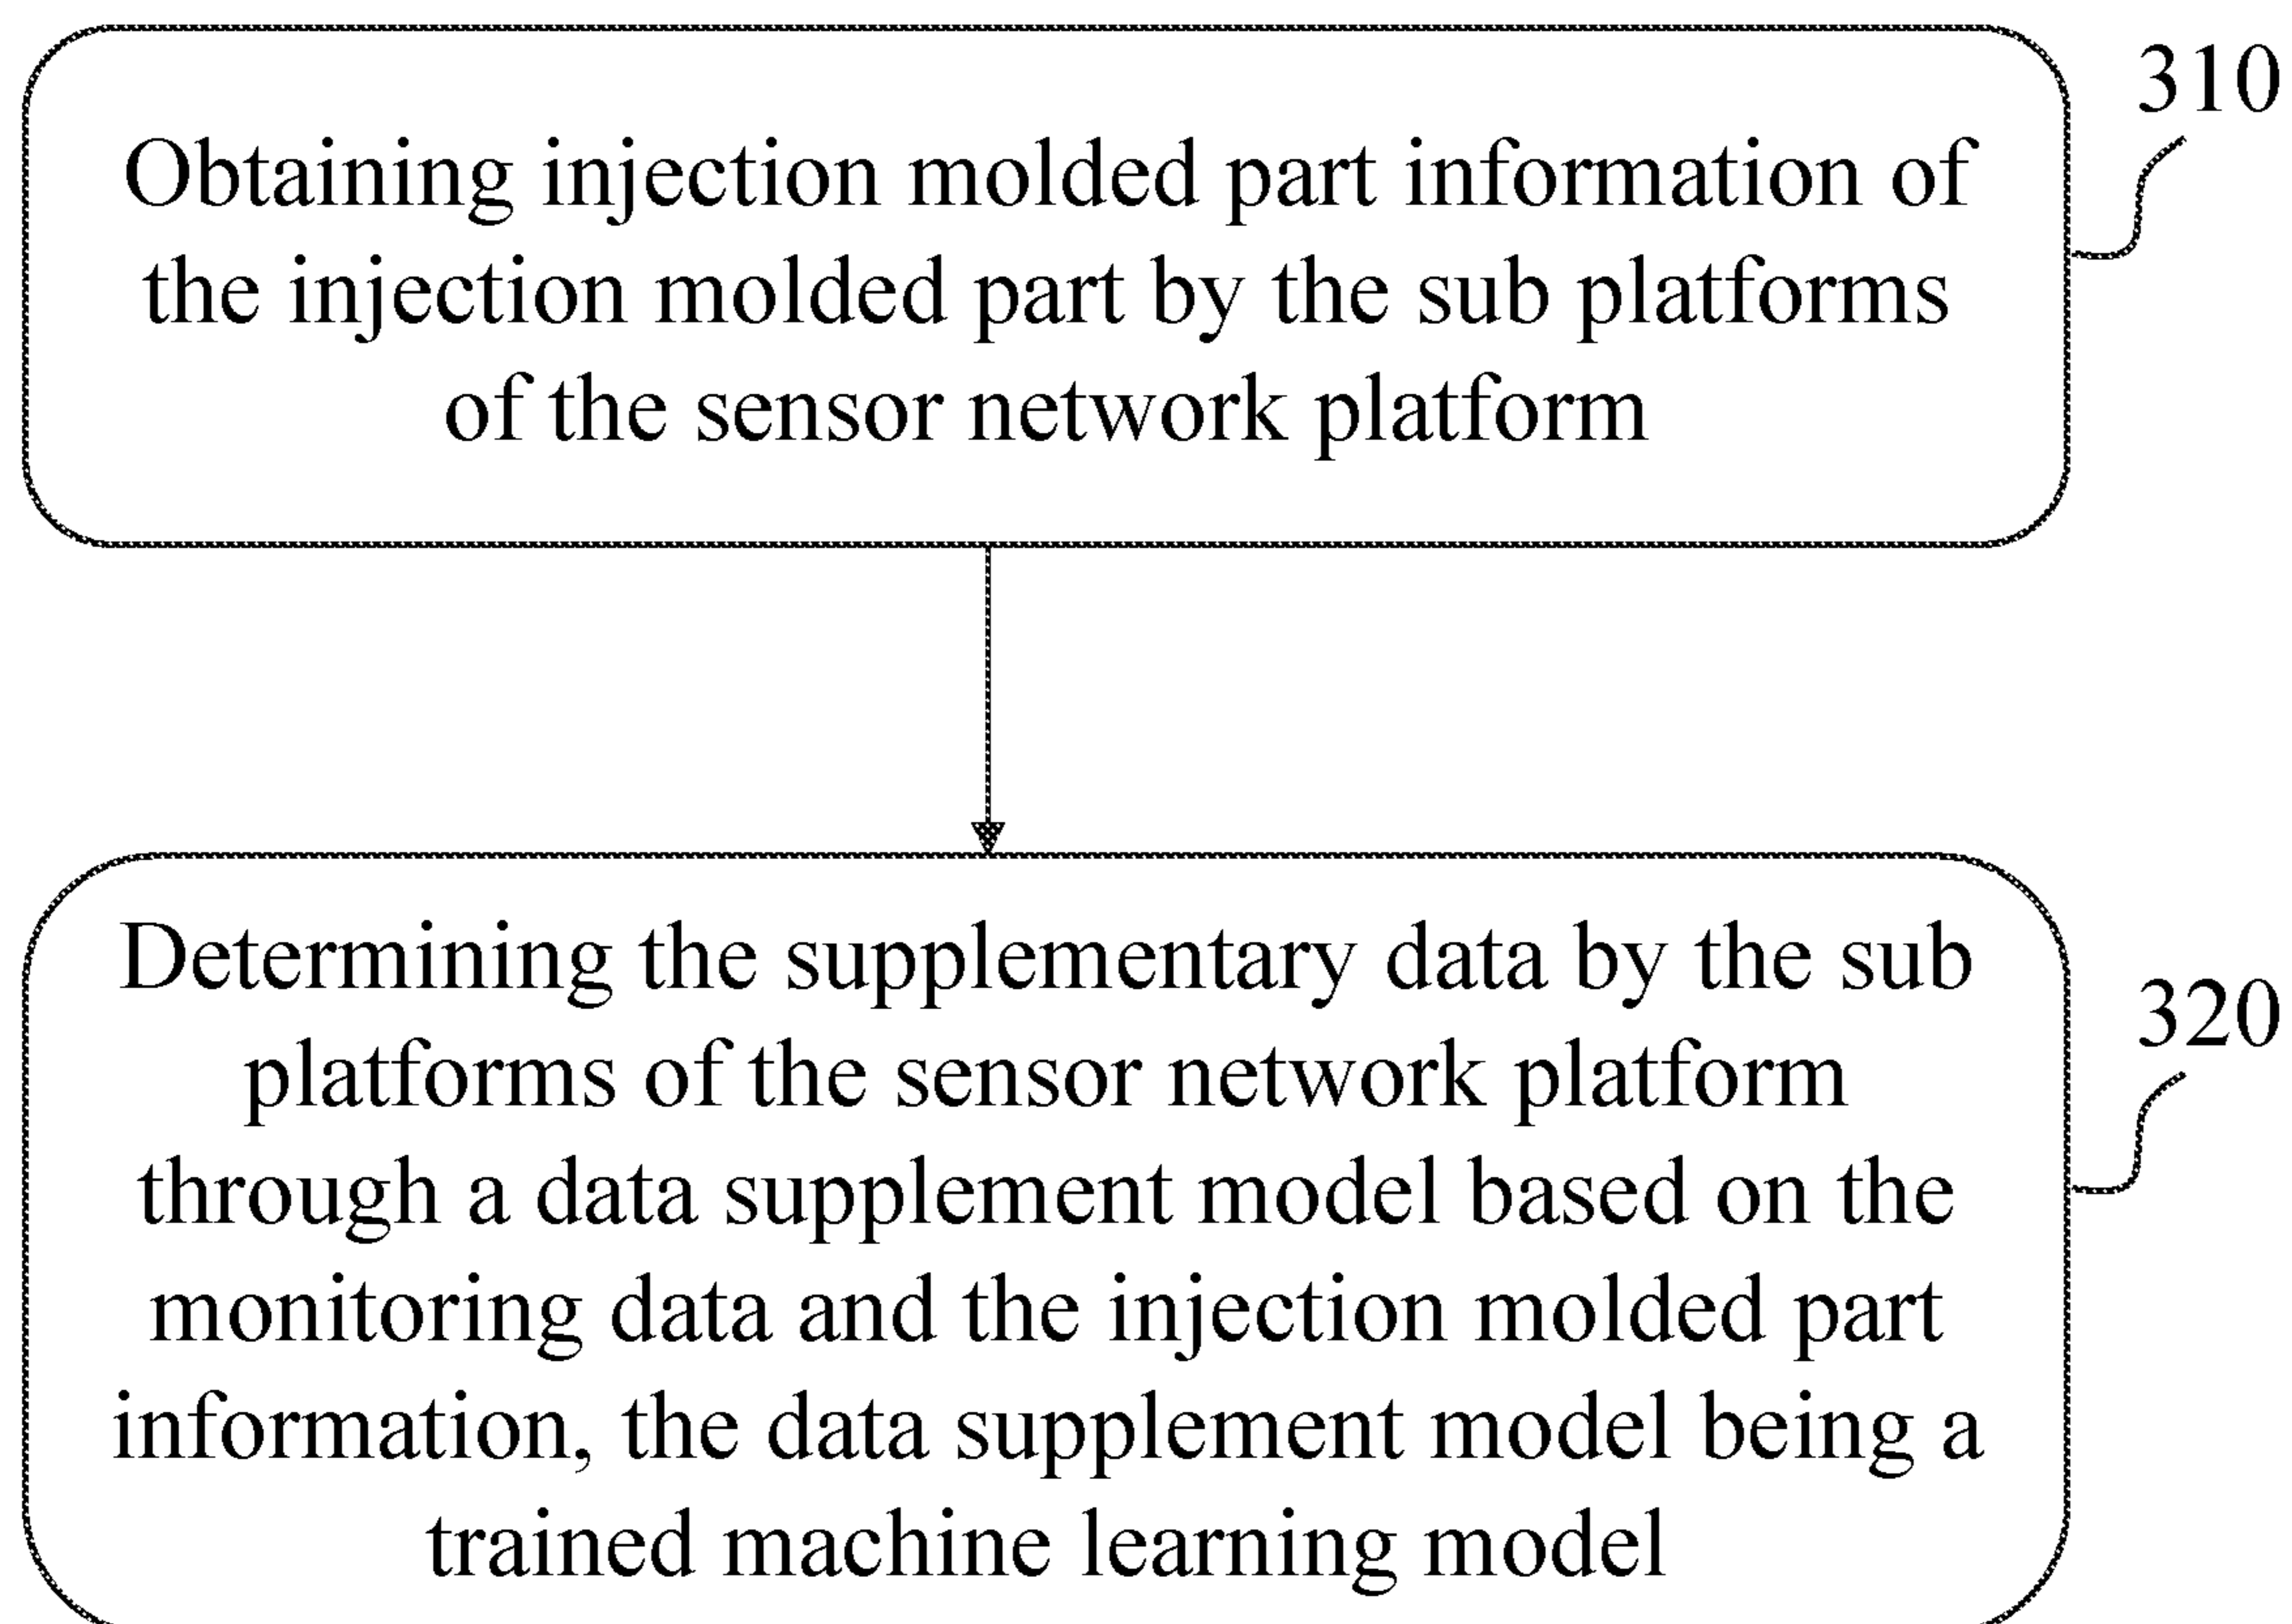 310
Obtaining injection molded part information of
the injection molded part by the sub platforms
of the sensor network platform
320
Determining the supplementary data by the sub
platforms of the sensor network platform
through a data supplement model based on the
monitoring data and the injection molded part
information, the data supplement model being a
trained machine learning model